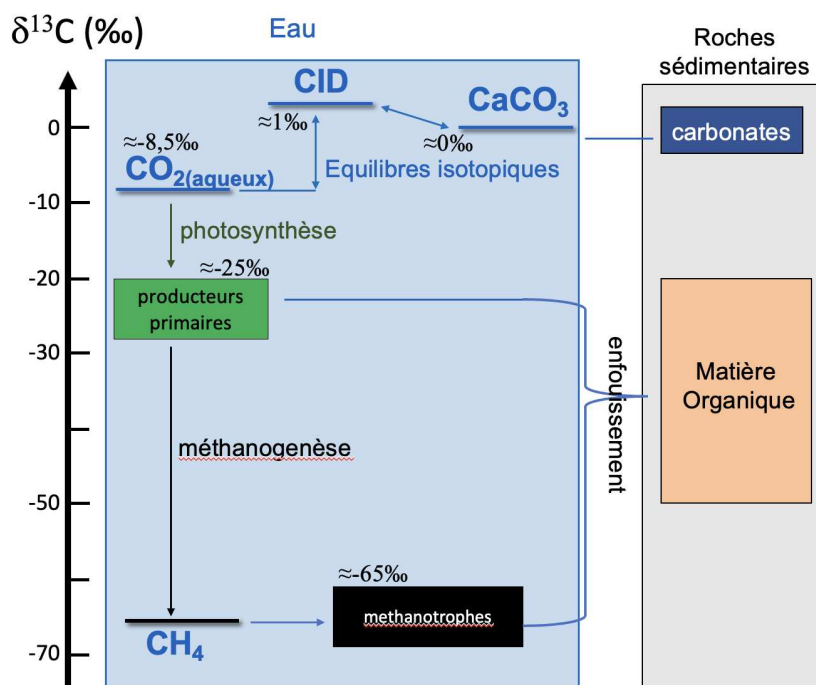 δ¹³C (‰)
Eau
Roches
sédimentaires
CID
CaCO₃
≈1‰
≈0‰
carbonates
0
≈-8,5‰
CO₂(aqueux)
Equilibres isotopiques
-10
photosynthèse
≈-25‰
-20
producteurs
primaires
-30
enfouissement
Matière
Organique
méthanogenèse
-50
≈-65‰
methanotrophes
CH₄
-70